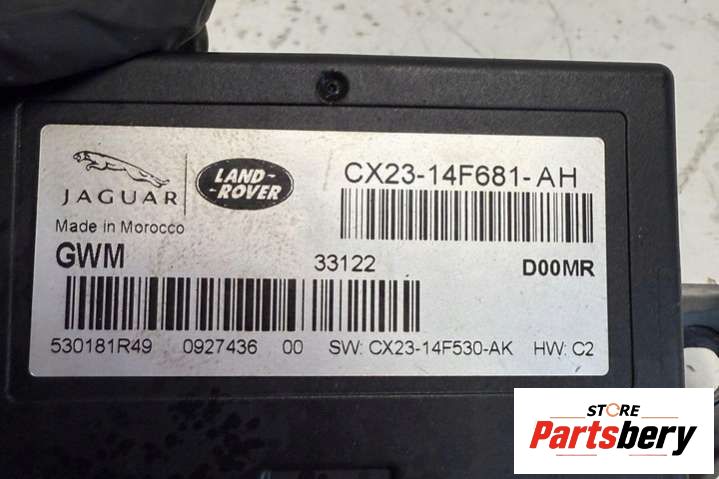 JAGUAR
LAND-
-ROVER
CX23-14F681-AH
Made in Morocco
GWM
33122
D00MR
530181R49 0927436 00 SW: CX23-14F530-AK HW: C2
STORE
Partsbery